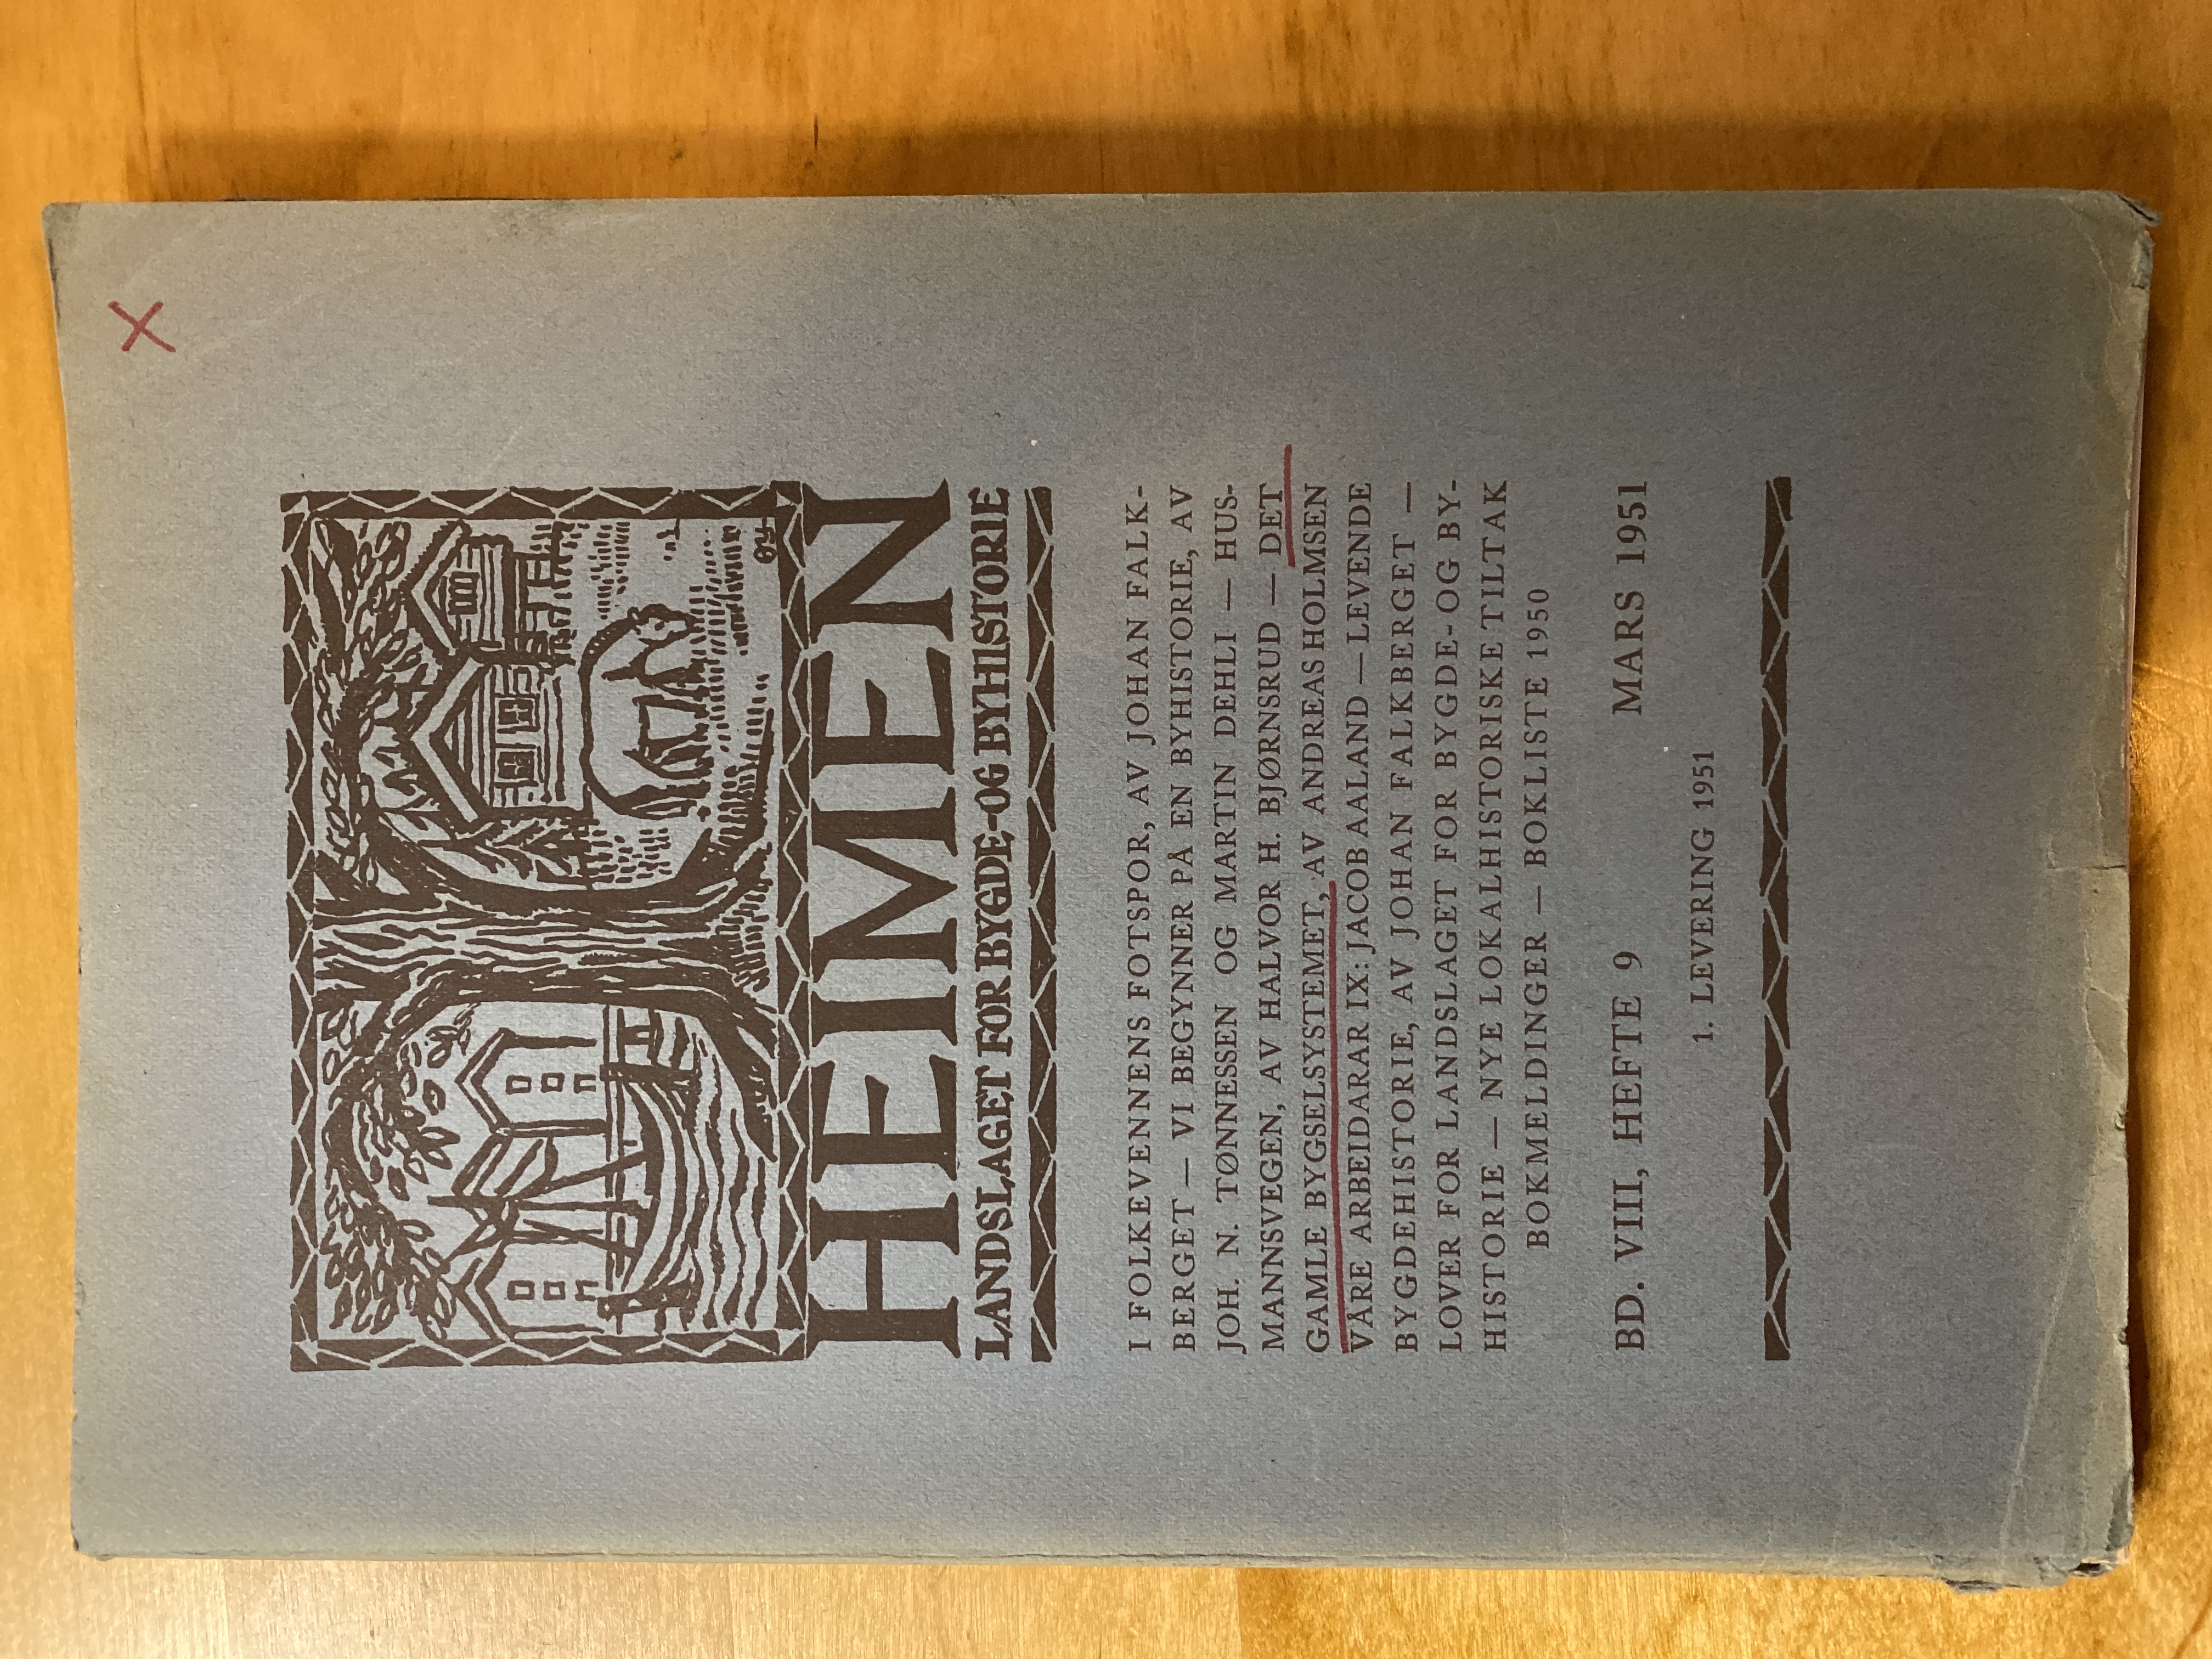 HEIMEN
LANDSLAGET FOR BYGDE-OG BYHISTORIE
I FOLKEVENNENS FOTSPOR, AV JOHAN FALK-
BERGET — VI BEGYNNER PÅ EN BYHISTORIE, AV
JOH. N. TØNNESSEN OG MARTIN DEHLI — HUS-
MANNSVEGEN, AV HALVOR H. BJØRNSRUD — DET
GAMLE BYGSELSYSTEMET, AV ANDREAS HOLMSEN
VÅRE ARBEIDARAR IX: JACOB AALAND — LEVENDE
BYGDEHISTORIE, AV JOHAN FALKBERGET —
LOVER FOR LANDSLAGET FOR BYGDE- OG BY-
HISTORIE — NYE LOKALHISTORISKE TILTAK
BOKMELDINGER — BOKLISTE 1950
BD. VIII, HEFTE 9 MARS 1951
1. LEVERING 1951